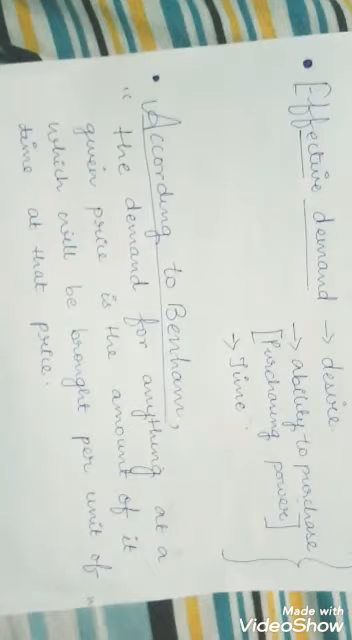 • Effective demand → desire
→ ability to purchase
[Purchasing power]
→ Time.
• According to Benham,
" the demand for anything at a
given price is the amount of it
which will be brought per unit of "
time at that price.
Made with
VideoShow